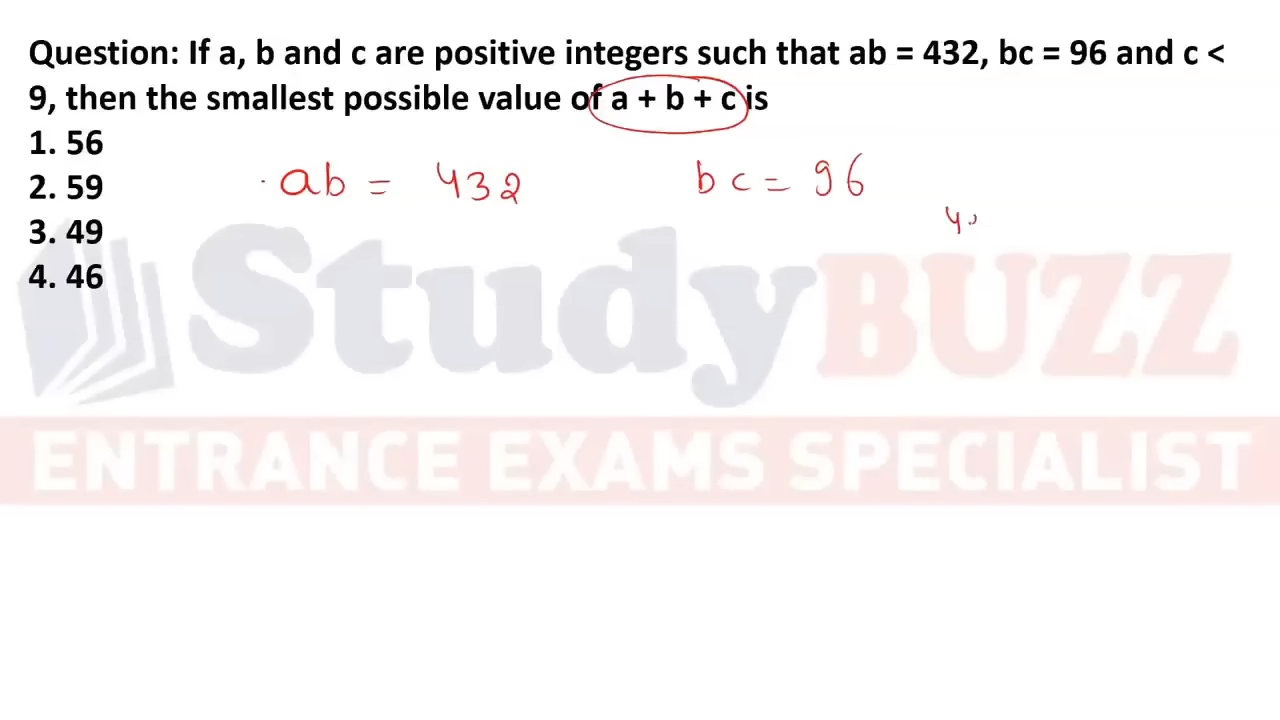 Question: If a, b and c are positive integers such that ab = 432, bc = 96 and c <
9, then the smallest possible value of a + b + c is
1. 56
2. 59
3. 49
4. 46
ab = 432
bc = 96
StudyBUZZ
ENTRANCE EXAMS SPECIALIST